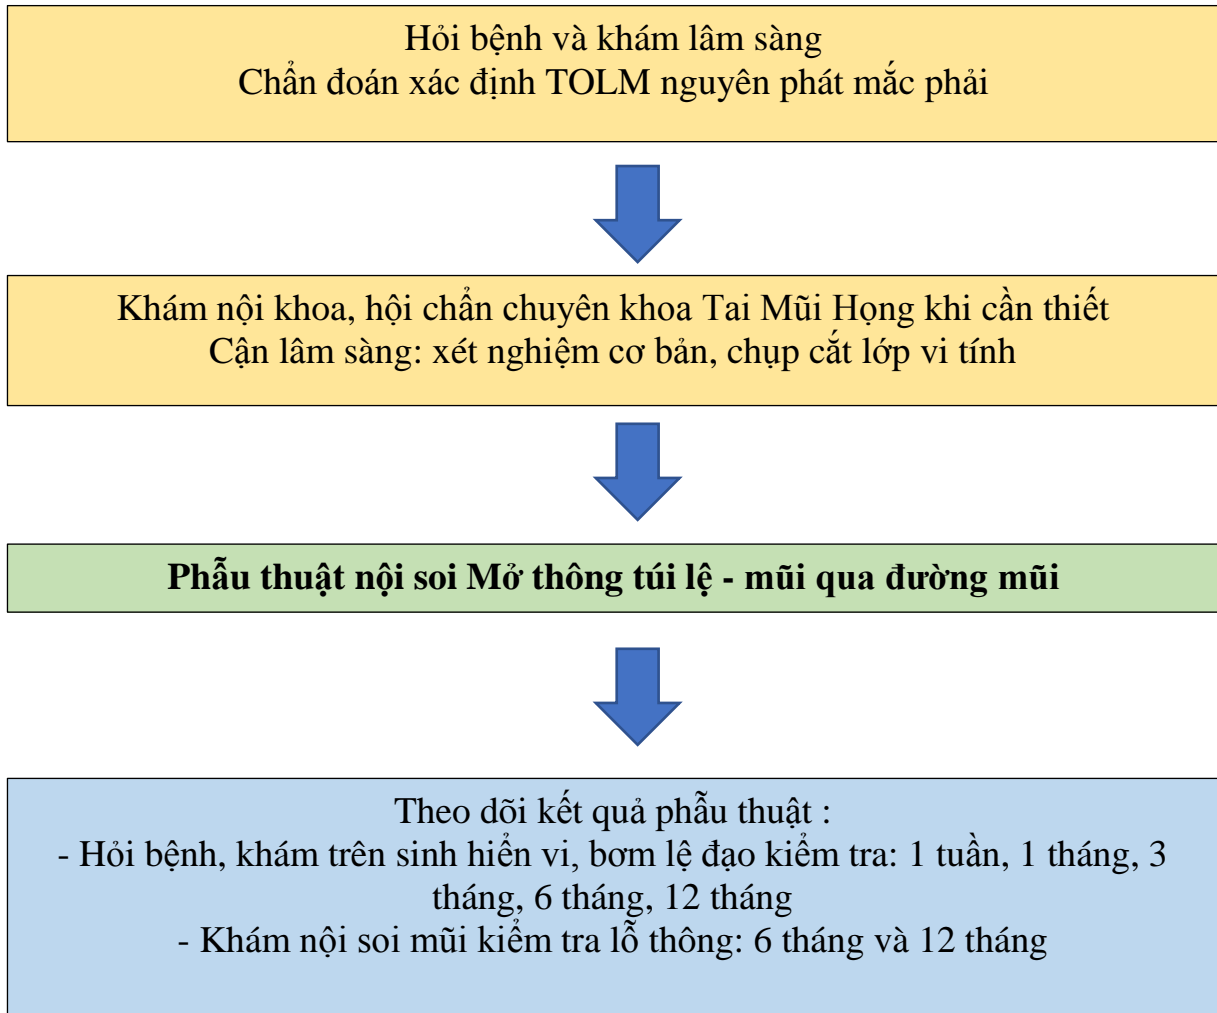 Hỏi bệnh và khám lâm sàng
Chẩn đoán xác định TOLM nguyên phát mắc phải
Khám nội khoa, hội chẩn chuyên khoa Tai Mũi Họng khi cần thiết
Cận lâm sàng: xét nghiệm cơ bản, chụp cắt lớp vi tính
Phẫu thuật nội soi Mở thông túi lệ - mũi qua đường mũi
Theo dõi kết quả phẫu thuật :
- Hỏi bệnh, khám trên sinh hiển vi, bơm lệ đạo kiểm tra: 1 tuần, 1 tháng, 3
tháng, 6 tháng, 12 tháng
- Khám nội soi mũi kiểm tra lỗ thông: 6 tháng và 12 tháng